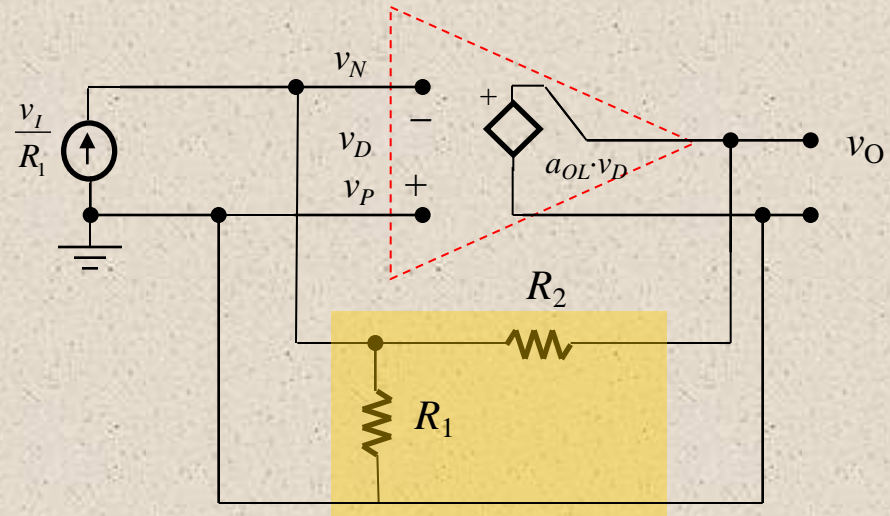 v_N
+
v_I
R_1
−
v_D
a_OL·v_D
v_O
v_P
+
R_2
R_1